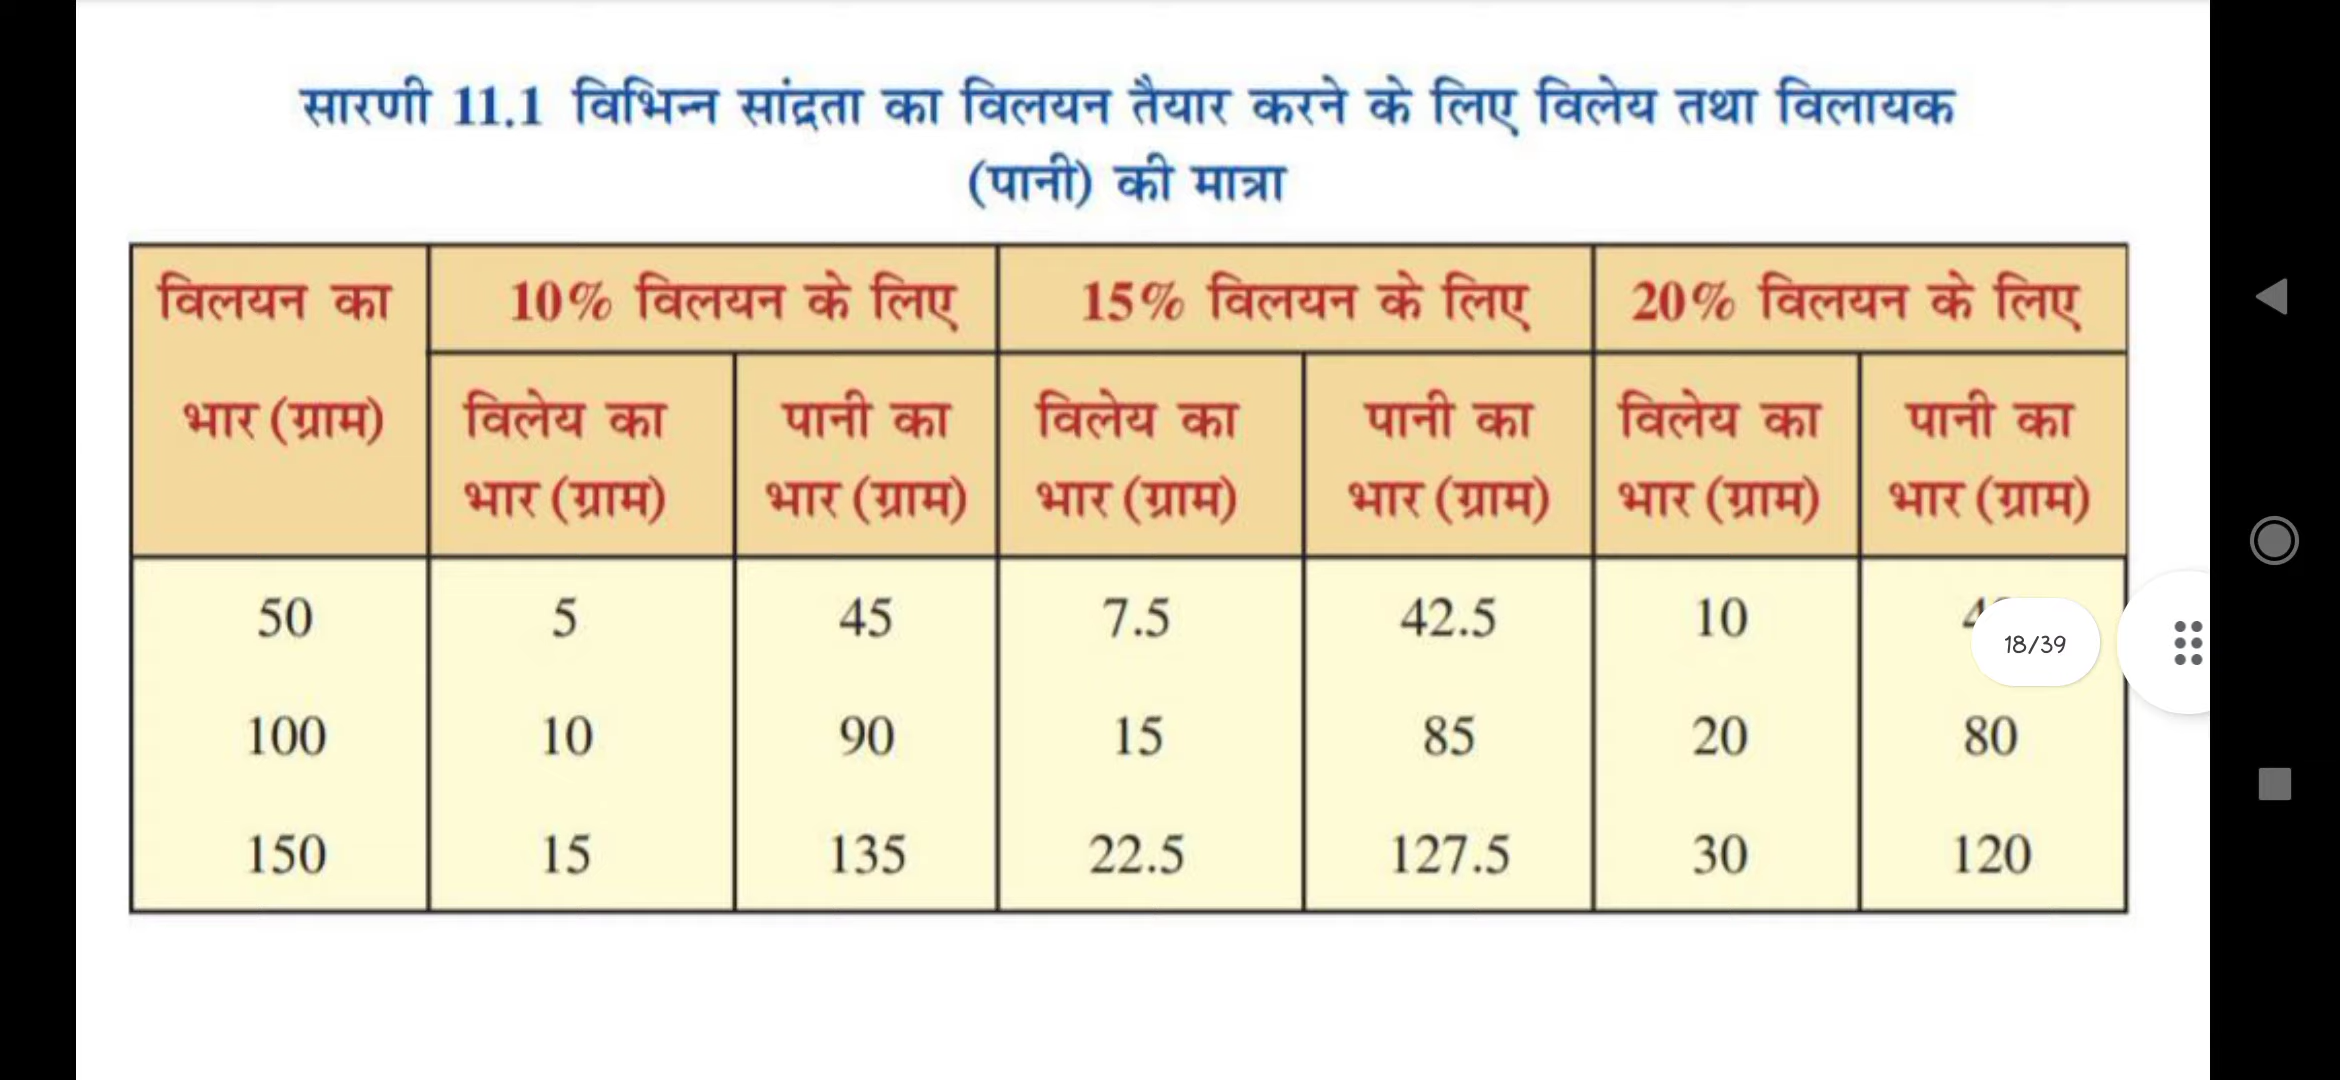 सारणी 11.1 विभिन्न सांद्रता का विलयन तैयार करने के लिए विलेय तथा विलायक
(पानी) की मात्रा
विलयन का 10% विलयन के लिए 15% विलयन के लिए 20% विलयन के लिए
भार (ग्राम) विलेय का पानी का विलेय का पानी का विलेय का पानी का
भार (ग्राम) भार (ग्राम) भार (ग्राम) भार (ग्राम) भार (ग्राम) भार (ग्राम)
50 5 45 7.5 42.5 10
18/39
100 10 90 15 85 20 80
150 15 135 22.5 127.5 30 120